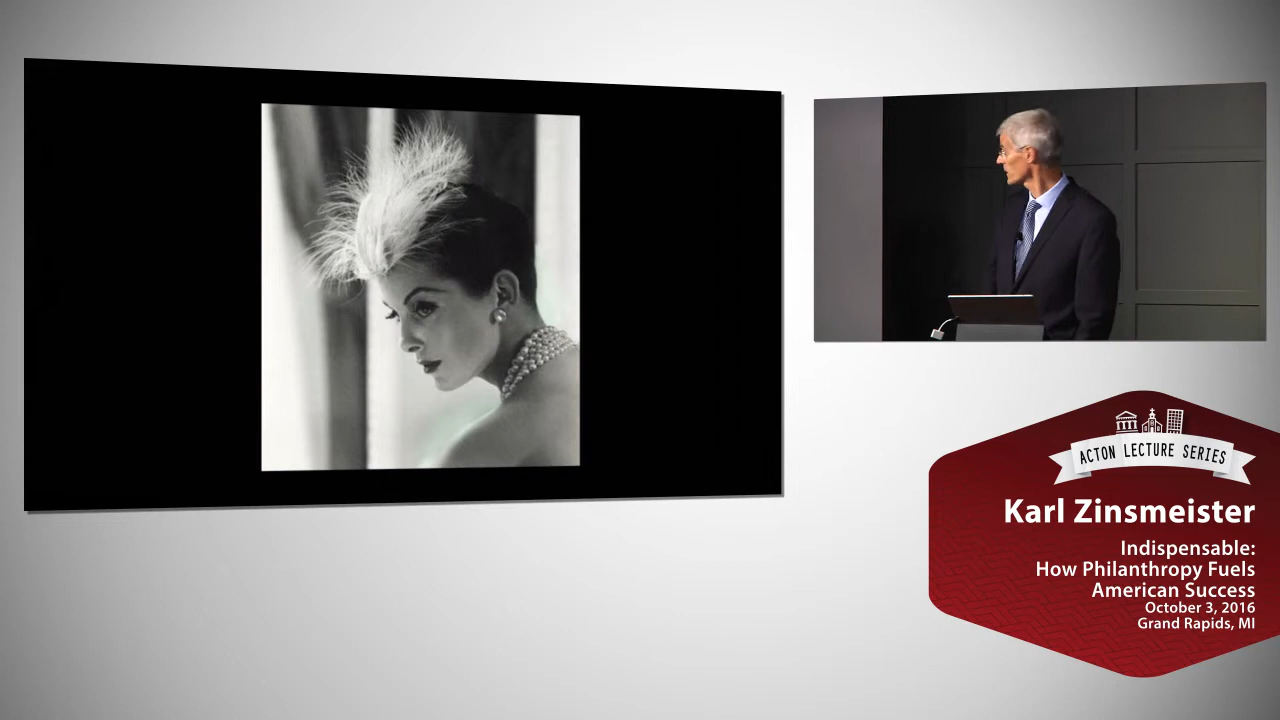 ACTON LECTURE SERIES
Karl Zinsmeister
Indispensable:
How Philanthropy Fuels
American Success
October 3, 2016
Grand Rapids, MI